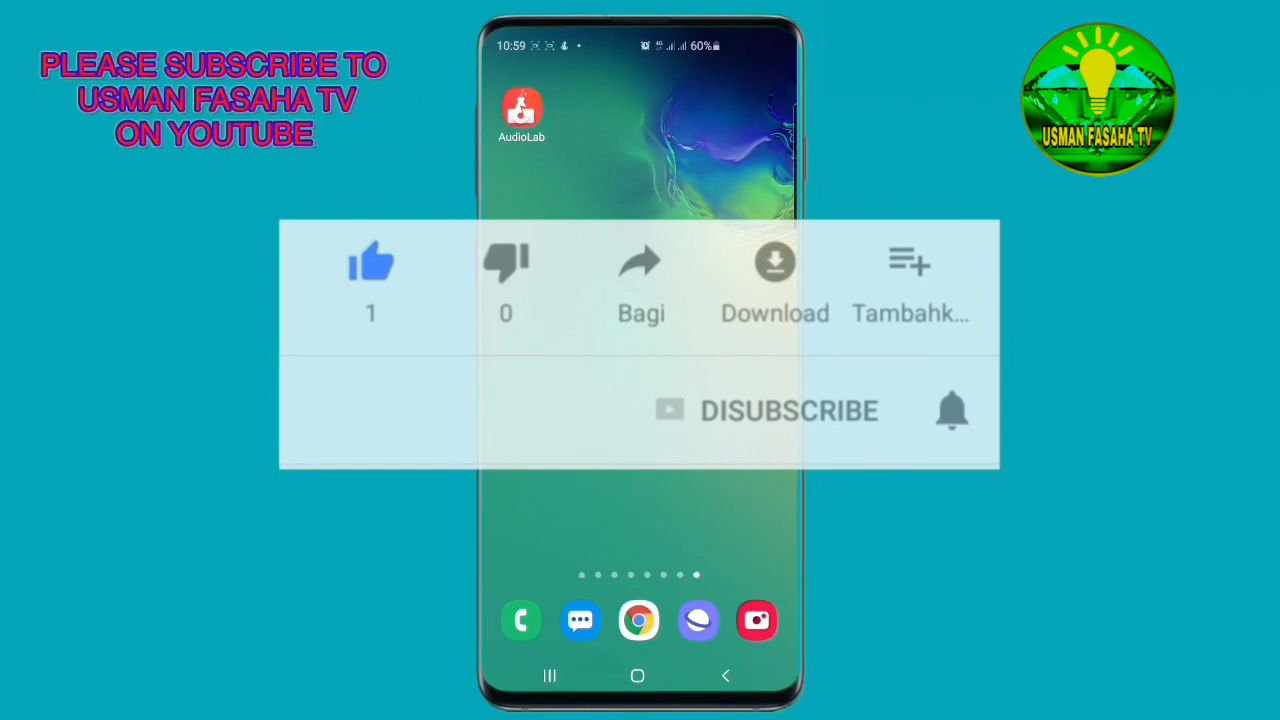 PLEASE SUBSCRIBE TO
USMAN FASAHA TV
ON YOUTUBE
10:59
4G
60%
AudioLab
USMAN FASAHA TV
1
0
Bagi
Download
Tambahk...
DISUBSCRIBE